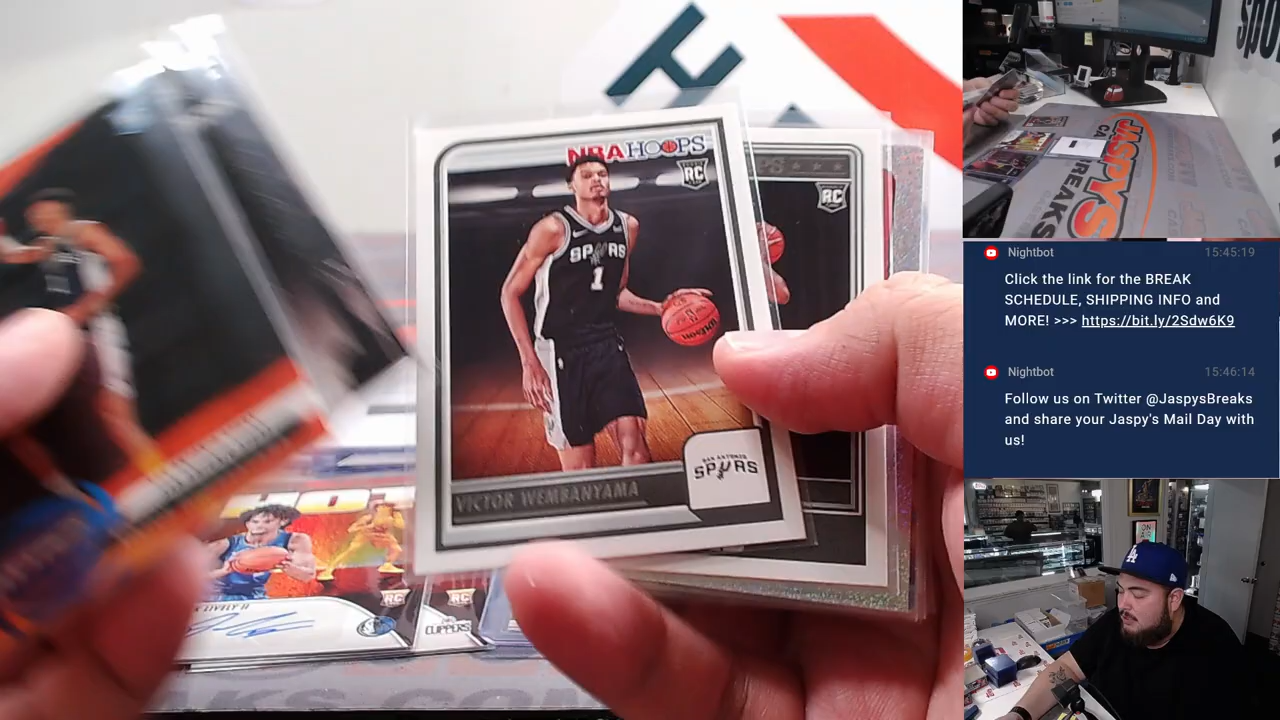 NBA HOOPS
RC
RC
SPURS
1
SAN ANTONIO
SPURS
VICTOR WEMBANYAMA
LIVELY II
RC
RC
CLIPPERS
JASPYS
BREAKS
Nightbot 15:45:19
Click the link for the BREAK
SCHEDULE, SHIPPING INFO and
MORE! >>> https://bit.ly/2Sdw6K9
Nightbot 15:46:14
Follow us on Twitter @JaspysBreaks
and share your Jaspy's Mail Day with
us!